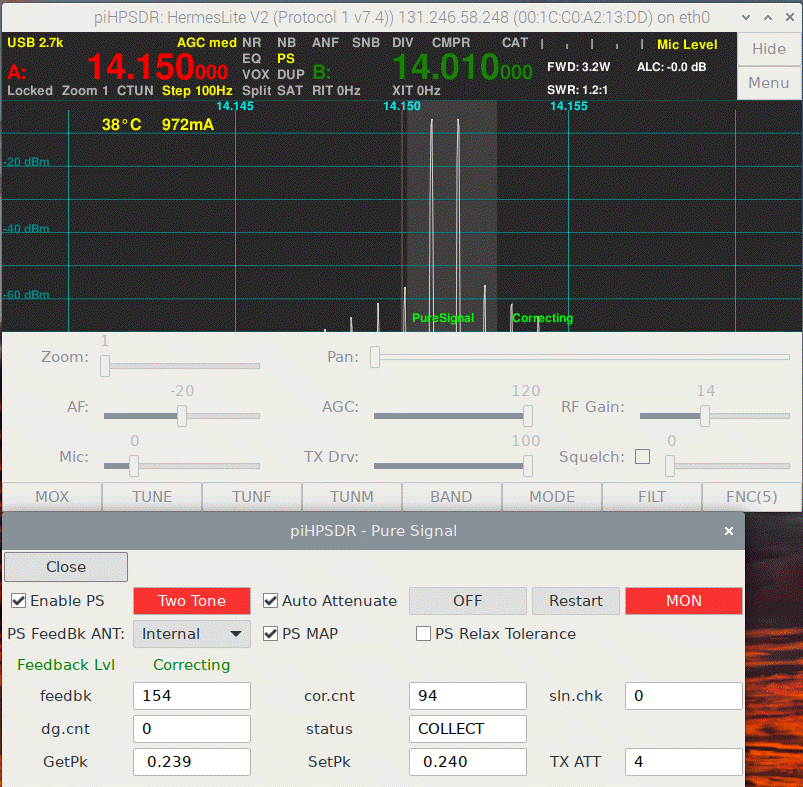 piHPSDR: HermesLite V2 (Protocol 1 v7.4)) 131.246.58.248 (00:1C:C0:A2:13:DD) on eth0
USB 2.7k AGC med NR NB ANF SNB DIV CMPR CAT Mic Level Hide
A: 14.150000 EQ PS B: 14.010000 FWD: 3.2W ALC: -0.0 dB
VOX DUP
Locked Zoom 1 CTUN Step 100Hz Split SAT RIT 0Hz XIT 0Hz SWR: 1.2:1 Menu
14.145 14.150 14.155
38°C 972mA
-20 dBm
-40 dBm
-60 dBm
PureSignal Correcting
Zoom: 1 Pan:
AF: -20 AGC: 120 RF Gain: 14
Mic: 0 TX Drv: 100 Squelch: 0
MOX TUNE TUNF TUNM BAND MODE FILT FNC(5)
piHPSDR - Pure Signal
Close
Enable PS Two Tone Auto Attenuate OFF Restart MON
PS FeedBk ANT: Internal PS MAP PS Relax Tolerance
Feedback Lvl Correcting
feedbk 154 cor.cnt 94 sln.chk 0
dg.cnt 0 status COLLECT
GetPk 0.239 SetPk 0.240 TX ATT 4